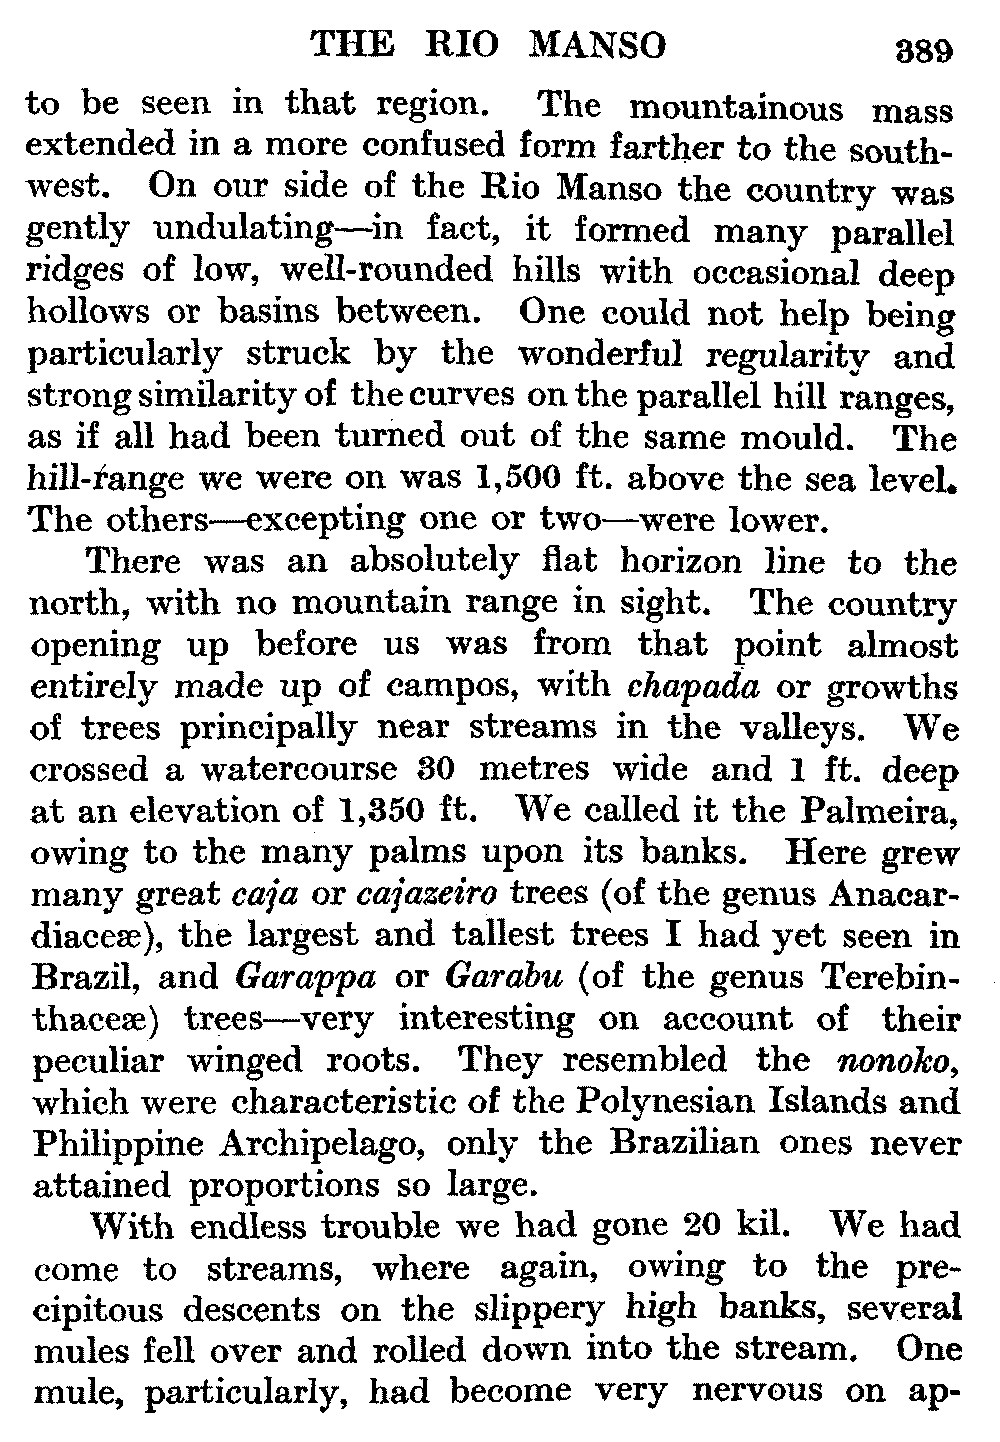 THE RIO MANSO 389
to be seen in that region. The mountainous mass
extended in a more confused form farther to the south-
west. On our side of the Rio Manso the country was
gently undulating—in fact, it formed many parallel
ridges of low, well-rounded hills with occasional deep
hollows or basins between. One could not help being
particularly struck by the wonderful regularity and
strong similarity of the curves on the parallel hill ranges,
as if all had been turned out of the same mould. The
hill-range we were on was 1,500 ft. above the sea level.
The others—excepting one or two—were lower.
There was an absolutely flat horizon line to the
north, with no mountain range in sight. The country
opening up before us was from that point almost
entirely made up of campos, with chapada or growths
of trees principally near streams in the valleys. We
crossed a watercourse 30 metres wide and 1 ft. deep
at an elevation of 1,350 ft. We called it the Palmeira,
owing to the many palms upon its banks. Here grew
many great caja or cajazeiro trees (of the genus Anacar-
diaceæ), the largest and tallest trees I had yet seen in
Brazil, and Garappa or Garabu (of the genus Terebin-
thaceæ) trees—very interesting on account of their
peculiar winged roots. They resembled the nonoko,
which were characteristic of the Polynesian Islands and
Philippine Archipelago, only the Brazilian ones never
attained proportions so large.
With endless trouble we had gone 20 kil. We had
come to streams, where again, owing to the pre-
cipitous descents on the slippery high banks, several
mules fell over and rolled down into the stream. One
mule, particularly, had become very nervous on ap-